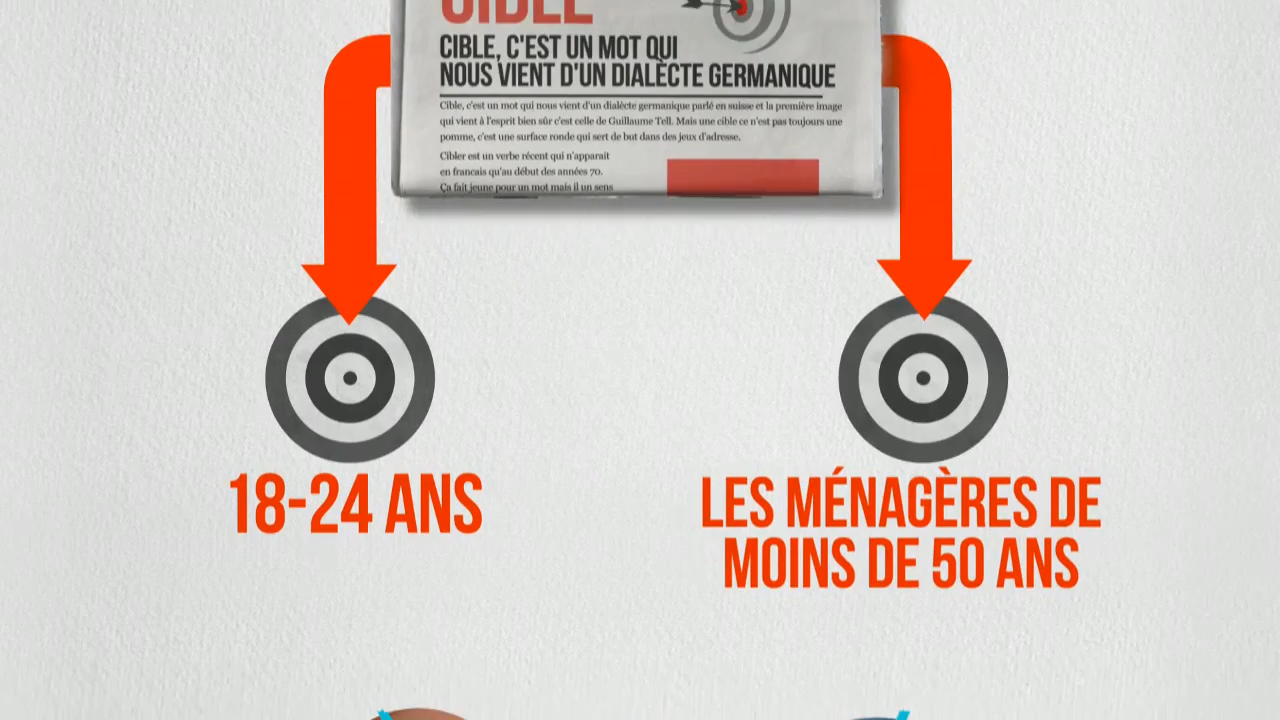 CIBLE
CIBLE, C'EST UN MOT QUI
NOUS VIENT D'UN DIALÈCTE GERMANIQUE
Cible, c'est un mot qui nous vient d'un dialècte germanique parlé en suisse et la première image
qui vient à l'esprit bien sûr c'est celle de Guillaume Tell. Mais une cible ce n'est pas toujours une
pomme, c'est une surface ronde qui sert de but dans des jeux d'adresse.
Cibler est un verbe récent qui n'apparait
en francais qu'au début des années 70.
Ça fait jeune pour un mot mais il un sens
18-24 ANS
LES MÉNAGÈRES DE
MOINS DE 50 ANS